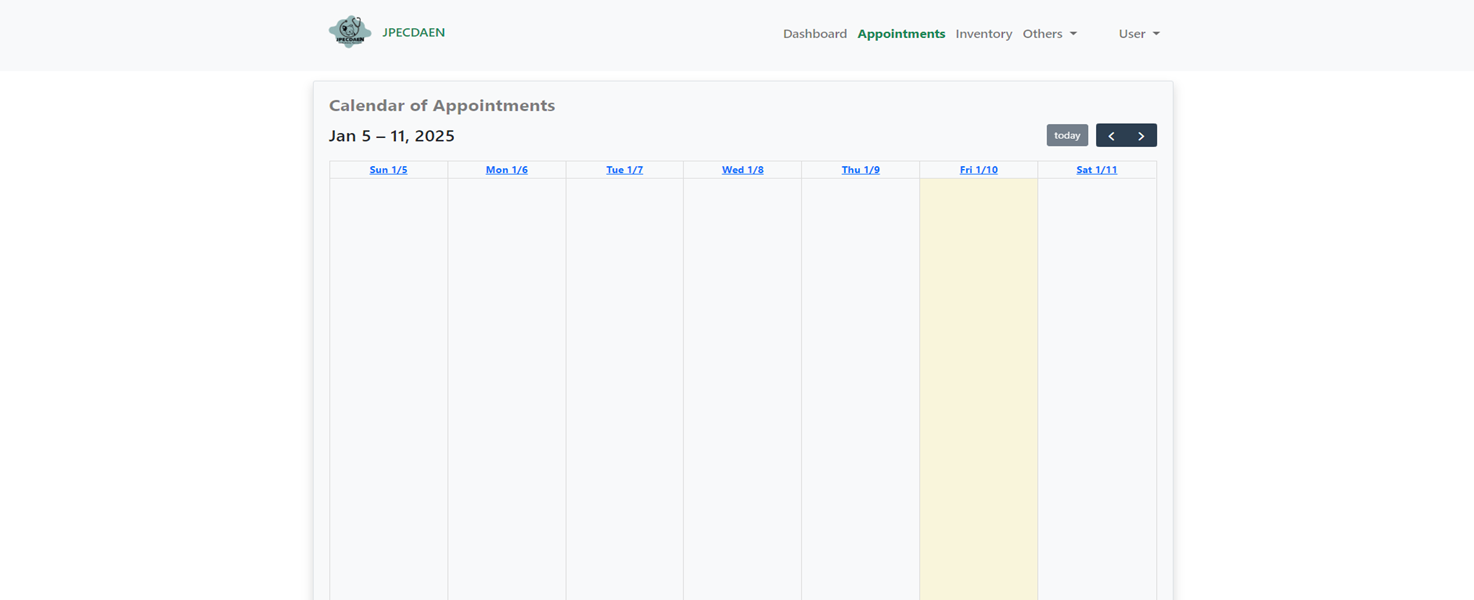 JPECDAEN
JPECDAEN
Dashboard Appointments Inventory Others User
Calendar of Appointments
Jan 5 – 11, 2025
today
Sun 1/5 Mon 1/6 Tue 1/7 Wed 1/8 Thu 1/9 Fri 1/10 Sat 1/11